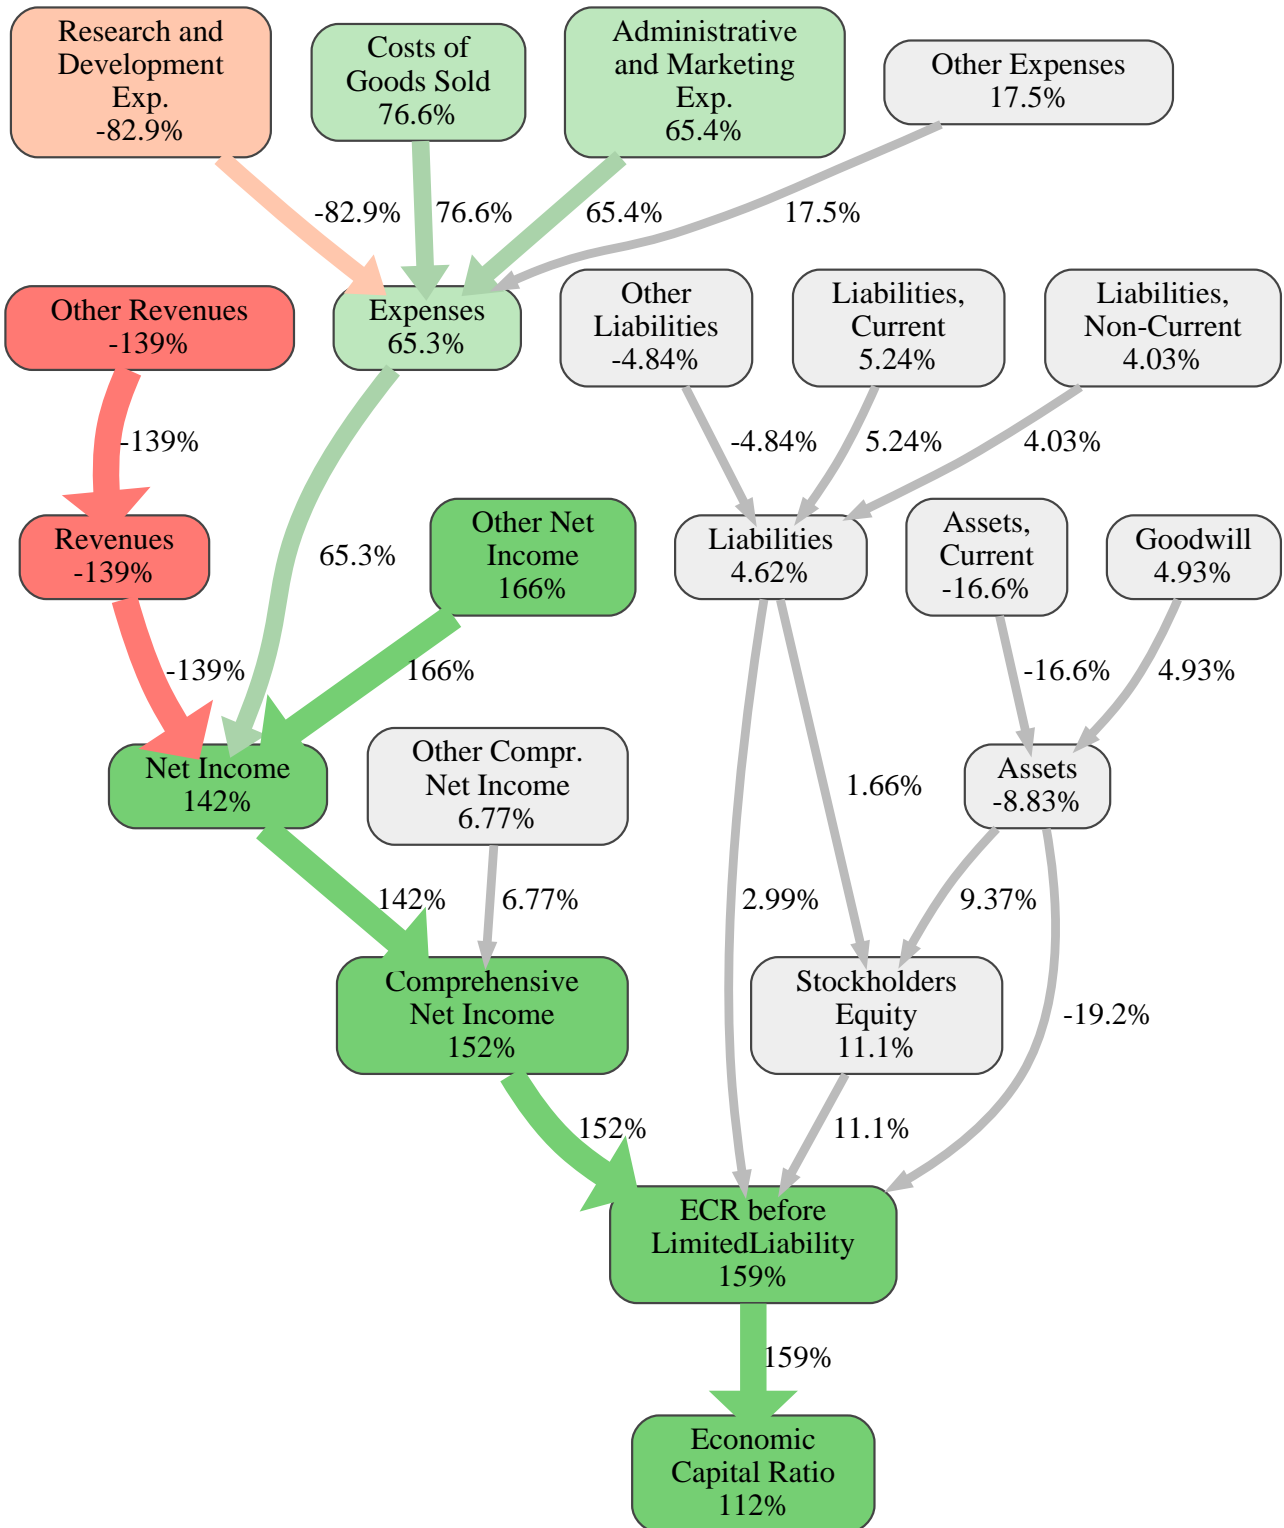 Research and
Development
Exp.
-82.9%
Costs of
Goods Sold
76.6%
Administrative
and Marketing
Exp.
65.4%
Other Expenses
17.5%
-82.9%
76.6%
65.4%
17.5%
Other Revenues
-139%
Expenses
65.3%
Other
Liabilities
-4.84%
Liabilities,
Current
5.24%
Liabilities,
Non-Current
4.03%
-139%
-4.84%
5.24%
4.03%
Revenues
-139%
65.3%
Other Net
Income
166%
Liabilities
4.62%
Assets,
Current
-16.6%
Goodwill
4.93%
-139%
166%
-16.6%
4.93%
Net Income
142%
Other Compr.
Net Income
6.77%
1.66%
Assets
-8.83%
142%
6.77%
2.99%
9.37%
Comprehensive
Net Income
152%
Stockholders
Equity
11.1%
-19.2%
152%
11.1%
ECR before
LimitedLiability
159%
159%
Economic
Capital Ratio
112%